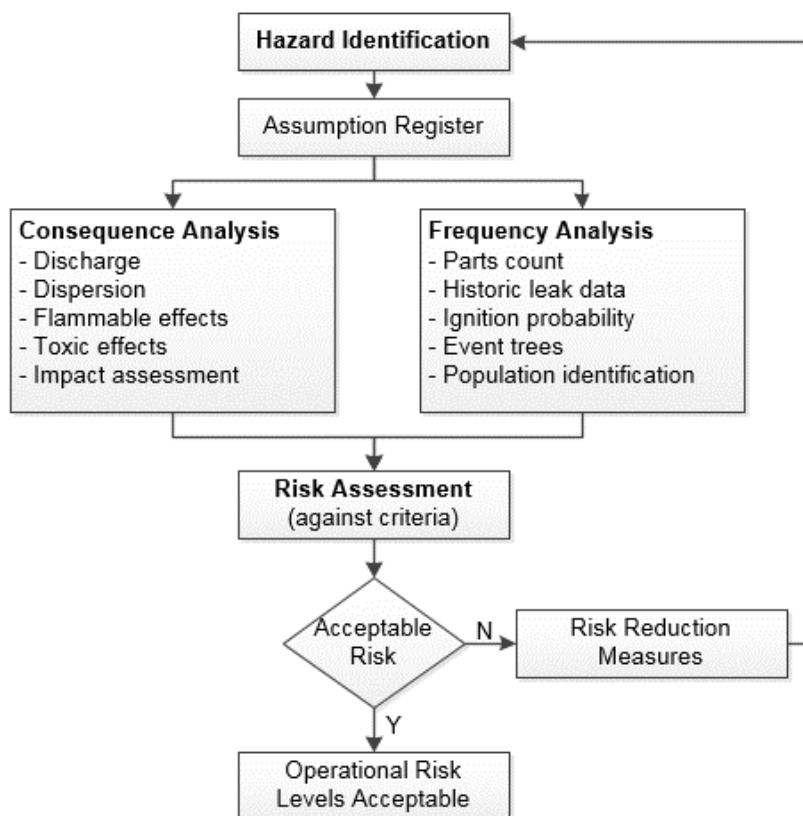 Hazard Identification
Assumption Register
Consequence Analysis
- Discharge
- Dispersion
- Flammable effects
- Toxic effects
- Impact assessment
Frequency Analysis
- Parts count
- Historic leak data
- Ignition probability
- Event trees
- Population identification
Risk Assessment
(against criteria)
Acceptable
Risk
N
Risk Reduction
Measures
Y
Operational Risk
Levels Acceptable